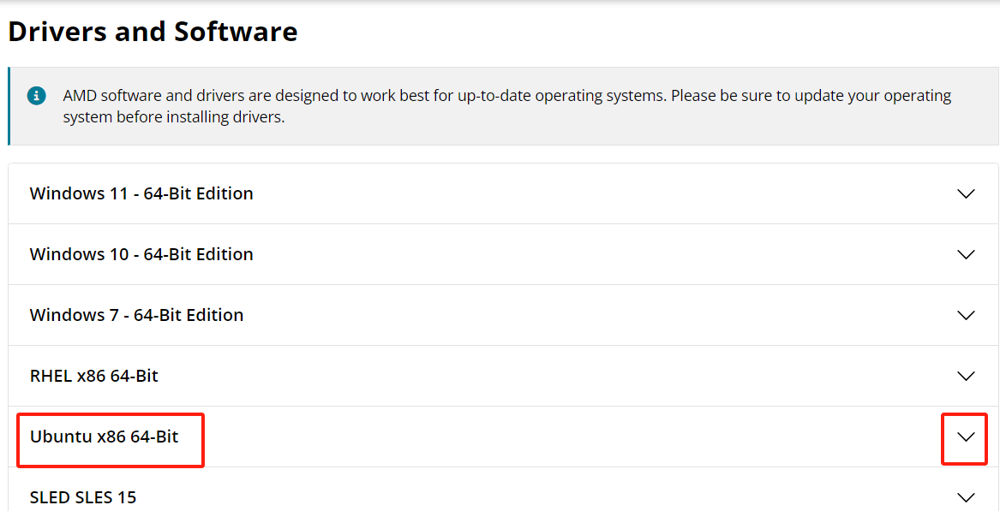 Drivers and Software
AMD software and drivers are designed to work best for up-to-date operating systems. Please be sure to update your operating
system before installing drivers.
Windows 11 - 64-Bit Edition
Windows 10 - 64-Bit Edition
Windows 7 - 64-Bit Edition
RHEL x86 64-Bit
Ubuntu x86 64-Bit
SLED SLES 15